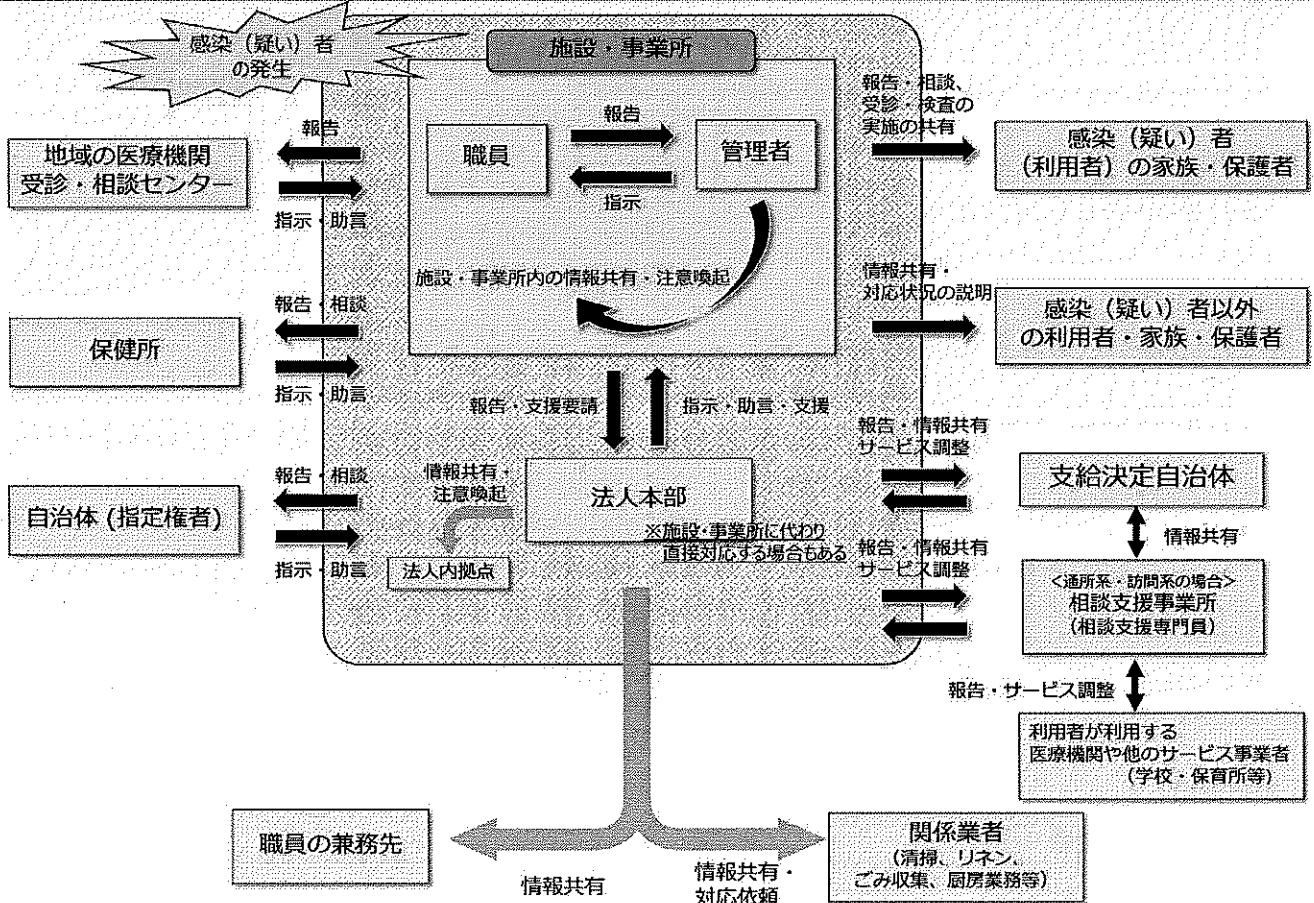 感染（疑い）者
の発生
施設・事業所
報告・相談、
受診・検査の
実施の共有
報告
地域の医療機関
受診・相談センター
指示・助言
職員
報告
管理者
指示
感染（疑い）者
（利用者）の家族・保護者
施設・事業所内の情報共有・注意喚起
情報共有・
対応状況の説明
感染（疑い）者以外
の利用者・家族・保護者
報告・相談
保健所
指示・助言
報告・支援要請
指示・助言・支援
報告・情報共有
サービス調整
支給決定自治体
報告・相談
自治体 (指定権者)
指示・助言
情報共有・
注意喚起
法人本部
※施設・事業所に代わり
直接対応する場合もある
法人内拠点
報告・情報共有
サービス調整
情報共有
<通所系・訪問系の場合>
相談支援事業所
（相談支援専門員）
報告・サービス調整
利用者が利用する
医療機関や他のサービス事業者
（学校・保育所等）
職員の兼務先
情報共有
情報共有・
対応依頼
関係業者
（清掃、リネン、
ごみ収集、厨房業務等）